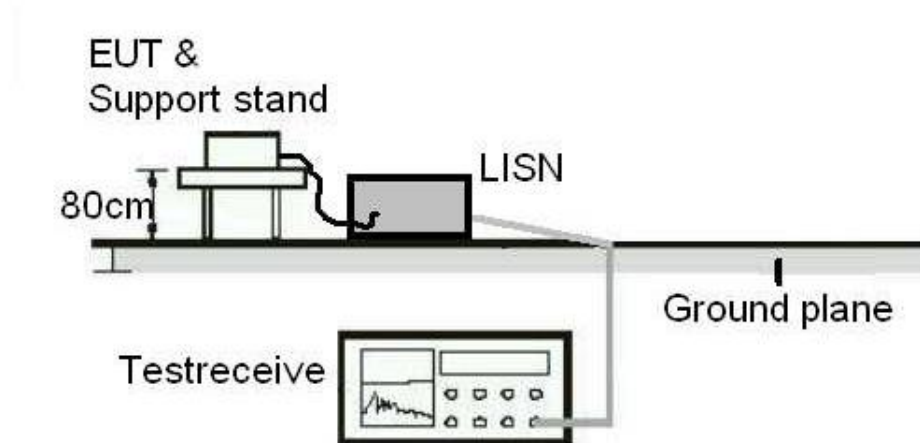 EUT &
Support stand
LISN
80cm
Ground plane
Testreceive